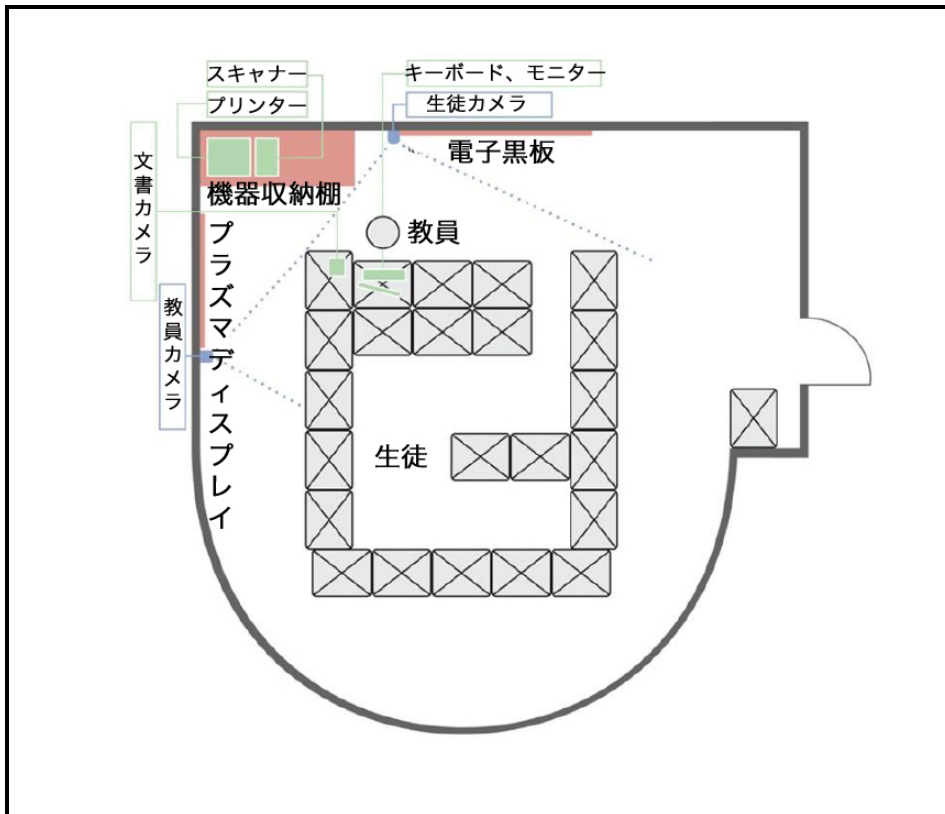 スキャナー
キーボード、モニター
プリンター
生徒カメラ
電子黒板
文書カメラ
機器収納棚
プラズマディスプレイ
教員
教員カメラ
生徒